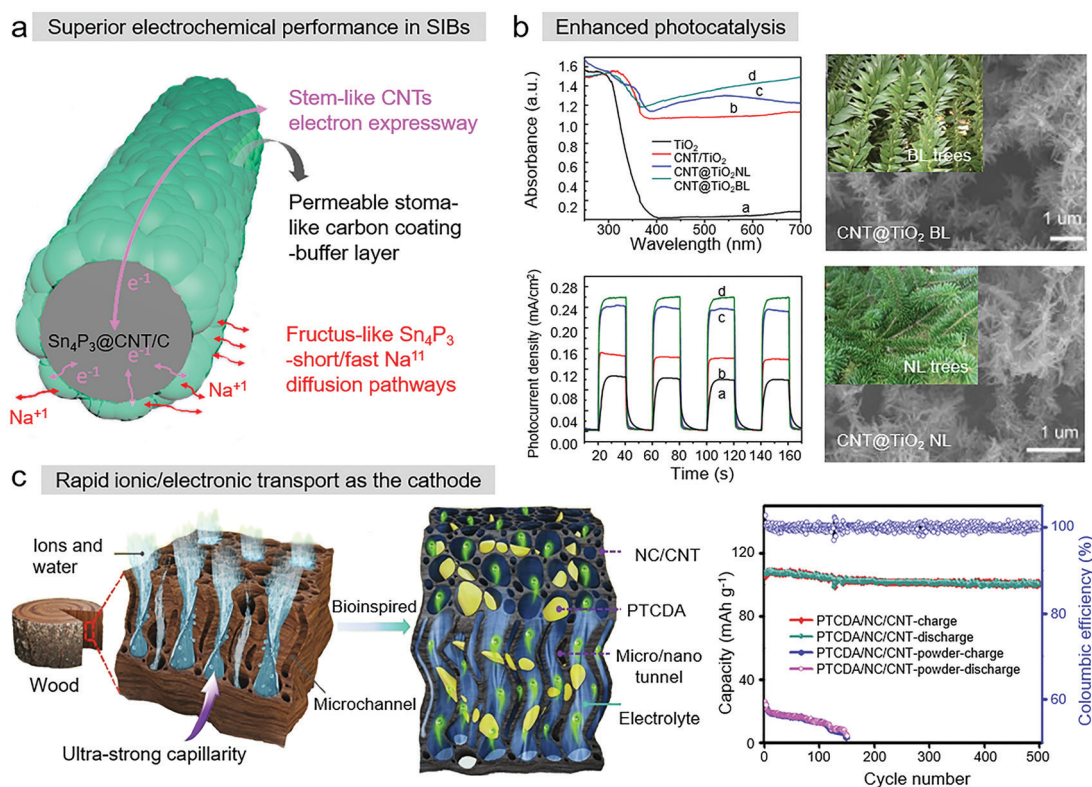 a
Superior electrochemical performance in SIBs
Stem-like CNTs
electron expressway
Permeable stoma-
like carbon coating
-buffer layer
e⁻¹
Sn₄P₃@CNT/C
e⁻¹
e⁻¹
Na⁺¹
Na⁺¹
Fructus-like Sn₄P₃
-short/fast Na¹¹
diffusion pathways
b
Enhanced photocatalysis
Absorbance (a.u.)
1.6
1.4
1.2
1.0
0.8
0.6
0.4
0.2
d
c
b
a
TiO₂
CNT/TiO₂
CNT@TiO₂NL
CNT@TiO₂BL
300 400 500 600 700
Wavelength (nm)
BL trees
CNT@TiO₂ BL
1 um
Photocurrent density (mA/cm²)
0.28
0.24
0.20
0.16
0.12
0.08
0.04
0.00
d
c
b
a
20 40 60 80 100 120 140 160
Time (s)
NL trees
CNT@TiO₂ NL
1 um
c
Rapid ionic/electronic transport as the cathode
Ions and
water
Wood
Microchannel
Ultra-strong capillarity
Bioinspired
NC/CNT
PTCDA
Micro/nano
tunnel
Electrolyte
Capacity (mAh g⁻¹)
120
80
40
0
PTCDA/NC/CNT-charge
PTCDA/NC/CNT-discharge
PTCDA/NC/CNT-powder-charge
PTCDA/NC/CNT-powder-discharge
100
80
60
Coloumbic efficiency (%)
0 100 200 300 400 500
Cycle number